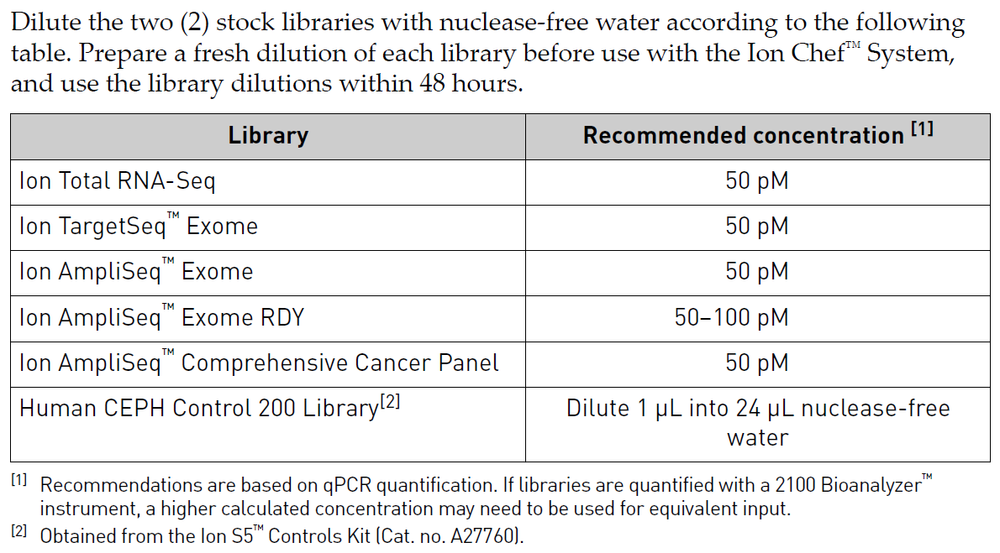 Dilute the two (2) stock libraries with nuclease-free water according to the following
table. Prepare a fresh dilution of each library before use with the Ion Chef™ System,
and use the library dilutions within 48 hours.
Library
Recommended concentration [1]
Ion Total RNA-Seq
50 pM
Ion TargetSeq™ Exome
50 pM
Ion AmpliSeq™ Exome
50 pM
Ion AmpliSeq™ Exome RDY
50–100 pM
Ion AmpliSeq™ Comprehensive Cancer Panel
50 pM
Human CEPH Control 200 Library[2]
Dilute 1 µL into 24 µL nuclease-free
water
[1] Recommendations are based on qPCR quantification. If libraries are quantified with a 2100 Bioanalyzer™
instrument, a higher calculated concentration may need to be used for equivalent input.
[2] Obtained from the Ion S5™ Controls Kit (Cat. no. A27760).